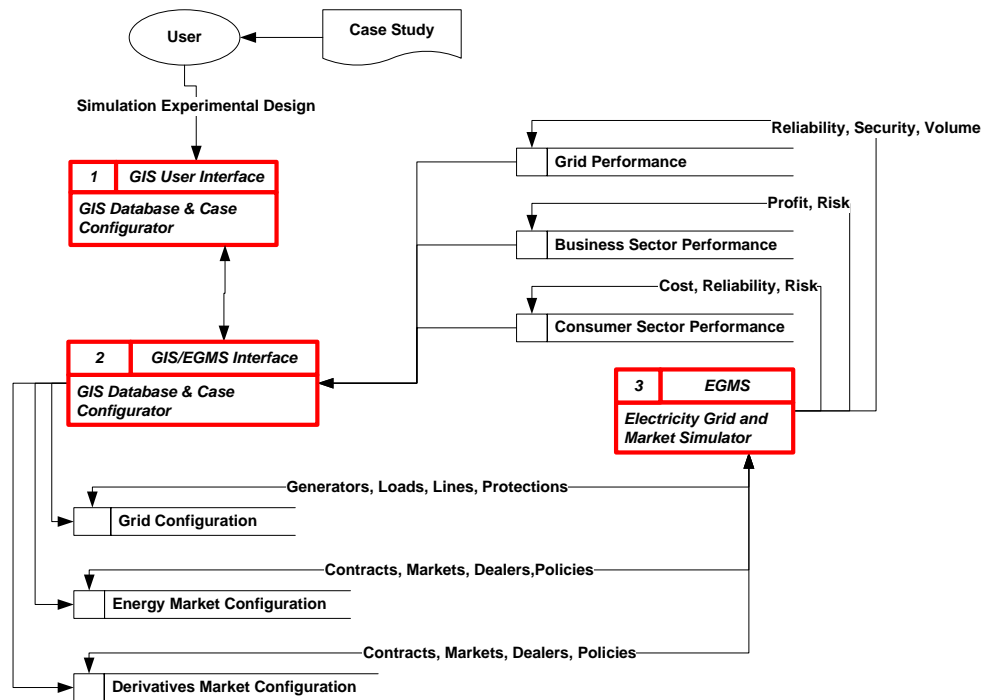 User
Case Study
Simulation Experimental Design
Reliability, Security, Volume
Grid Performance
1 GIS User Interface
GIS Database & Case
Configurator
Profit, Risk
Business Sector Performance
Cost, Reliability, Risk
Consumer Sector Performance
2 GIS/EGMS Interface
GIS Database & Case
Configurator
3 EGMS
Electricity Grid and
Market Simulator
Generators, Loads, Lines, Protections
Grid Configuration
Contracts, Markets, Dealers,Policies
Energy Market Configuration
Contracts, Markets, Dealers, Policies
Derivatives Market Configuration